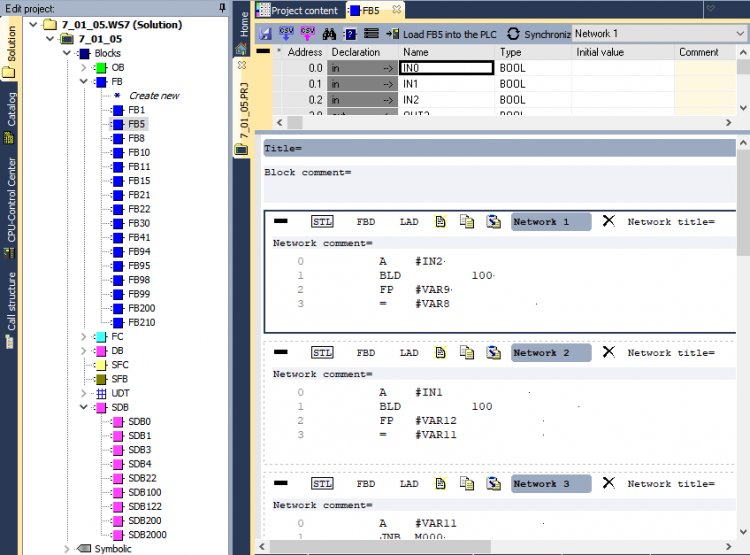 Edit project:
Solution
Catalog
CPU-Control Center
Call structure
7_01_05.WS7 (Solution)
7_01_05
Blocks
OB
FB
* Create new
FB1
FB5
FB8
FB10
FB11
FB15
FB21
FB22
FB30
FB41
FB94
FB95
FB98
FB99
FB200
FB210
FC
DB
SFC
SFB
UDT
SDB
SDB0
SDB1
SDB3
SDB4
SDB22
SDB100
SDB122
SDB200
SDB2000
Symbolic
Home
7_01_05.PRJ
Project content FB5
Load FB5 into the PLC Synchroniz Network 1
Address Declaration Name Type Initial value Comment
0.0 in --> IN0 BOOL
0.1 in --> IN1 BOOL
0.2 in --> IN2 BOOL
Title=
Block comment=
STL FBD LAD Network 1 Network title=
Network comment=
0 A #IN2
1 BLD 100
2 FP #VAR9
3 = #VAR8
STL FBD LAD Network 2 Network title=
Network comment=
0 A #IN1
1 BLD 100
2 FP #VAR12
3 = #VAR11
STL FBD LAD Network 3 Network title=
Network comment=
0 A #VAR11
1 JNB M000